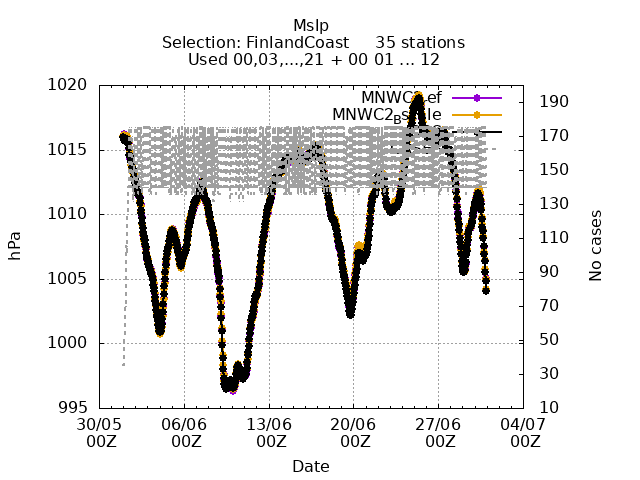 Mslp
Selection: FinlandCoast 35 stations
Used 00,03,...,21 + 00 01 ... 12
hPa
No cases
1020
1015
1010
1005
1000
995
190
170
150
130
110
90
70
50
30
10
30/05 00Z
06/06 00Z
13/06 00Z
20/06 00Z
27/06 00Z
04/07 00Z
Date